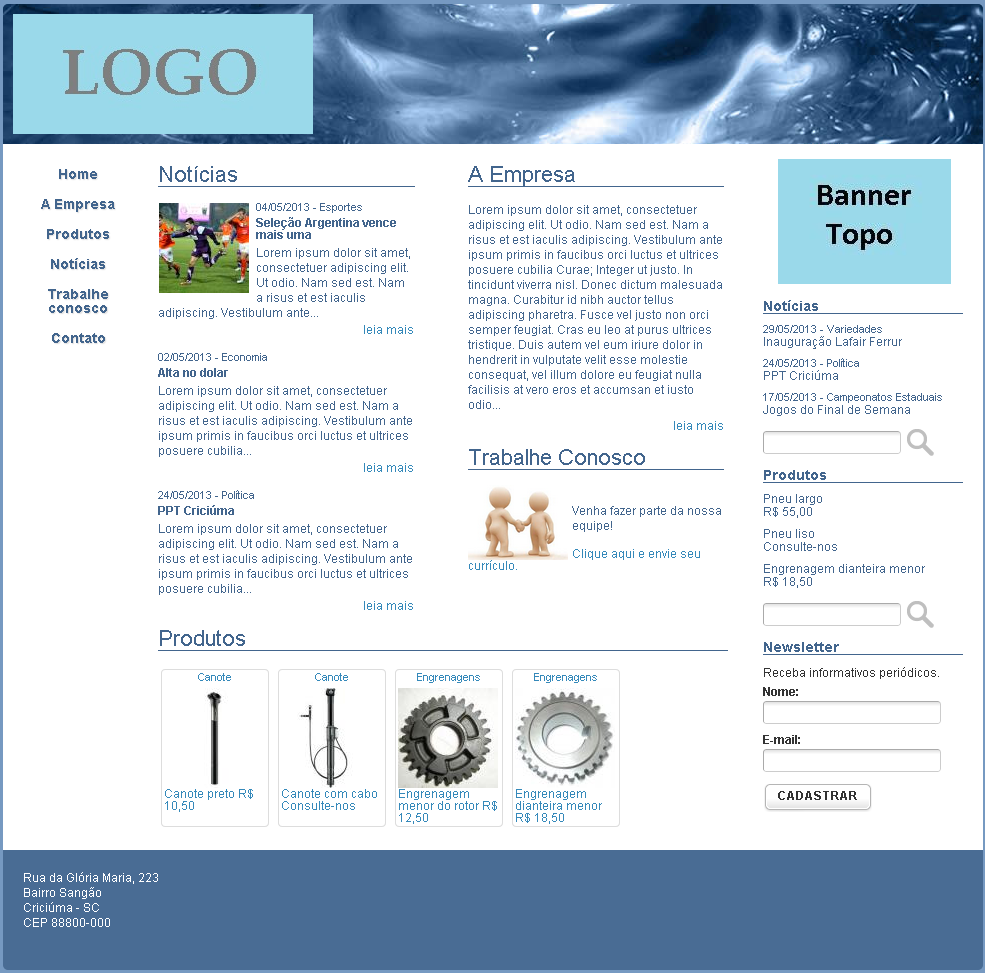 LOGO
Home
A Empresa
Produtos
Notícias
Trabalhe
conosco
Contato
Notícias
04/05/2013 - Esportes
Seleção Argentina vence
mais uma
Lorem ipsum dolor sit amet,
consectetuer adipiscing elit.
Ut odio. Nam sed est. Nam
a risus et est iaculis
adipiscing. Vestibulum ante...
leia mais
02/05/2013 - Economia
Alta no dolar
Lorem ipsum dolor sit amet, consectetuer
adipiscing elit. Ut odio. Nam sed est. Nam a
risus et est iaculis adipiscing. Vestibulum ante
ipsum primis in faucibus orci luctus et ultrices
posuere cubilia...
leia mais
24/05/2013 - Política
PPT Criciúma
Lorem ipsum dolor sit amet, consectetuer
adipiscing elit. Ut odio. Nam sed est. Nam a
risus et est iaculis adipiscing. Vestibulum ante
ipsum primis in faucibus orci luctus et ultrices
posuere cubilia...
leia mais
A Empresa
Lorem ipsum dolor sit amet, consectetuer
adipiscing elit. Ut odio. Nam sed est. Nam a
risus et est iaculis adipiscing. Vestibulum ante
ipsum primis in faucibus orci luctus et ultrices
posuere cubilia Curae; Integer ut justo. In
tincidunt viverra nisl. Donec dictum malesuada
magna. Curabitur id nibh auctor tellus
adipiscing pharetra. Fusce vel justo non orci
semper feugiat. Cras eu leo at purus ultrices
tristique. Duis autem vel eum iriure dolor in
hendrerit in vulputate velit esse molestie
consequat, vel illum dolore eu feugiat nulla
facilisis at vero eros et accumsan et iusto
odio...
leia mais
Trabalhe Conosco
Venha fazer parte da nossa
equipe!
Clique aqui e envie seu
currículo.
Produtos
Canote
Canote preto R$
10,50
Canote
Canote com cabo
Consulte-nos
Engrenagens
Engrenagem
menor do rotor R$
12,50
Engrenagens
Engrenagem
dianteira menor
R$ 18,50
Banner
Topo
Notícias
29/05/2013 - Variedades
Inauguração Lafair Ferrur
24/05/2013 - Política
PPT Criciúma
17/05/2013 - Campeonatos Estaduais
Jogos do Final de Semana
Produtos
Pneu largo
R$ 55,00
Pneu liso
Consulte-nos
Engrenagem dianteira menor
R$ 18,50
Newsletter
Receba informativos periódicos.
Nome:
E-mail:
CADASTRAR
Rua da Glória Maria, 223
Bairro Sangão
Criciúma - SC
CEP 88800-000